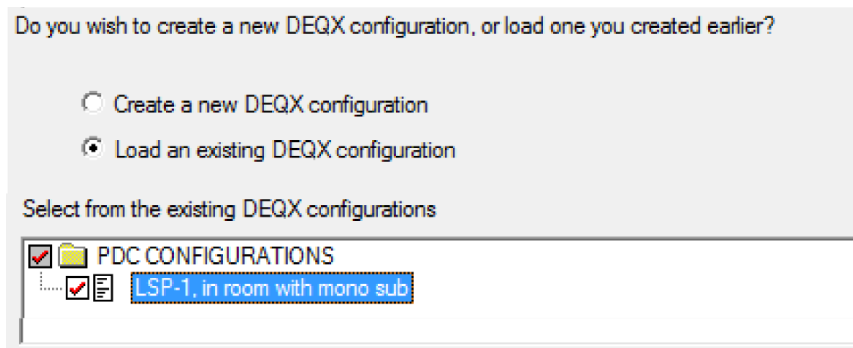 Do you wish to create a new DEQX configuration, or load one you created earlier?
Create a new DEQX configuration
Load an existing DEQX configuration
Select from the existing DEQX configurations
PDC CONFIGURATIONS
LSP-1, in room with mono sub